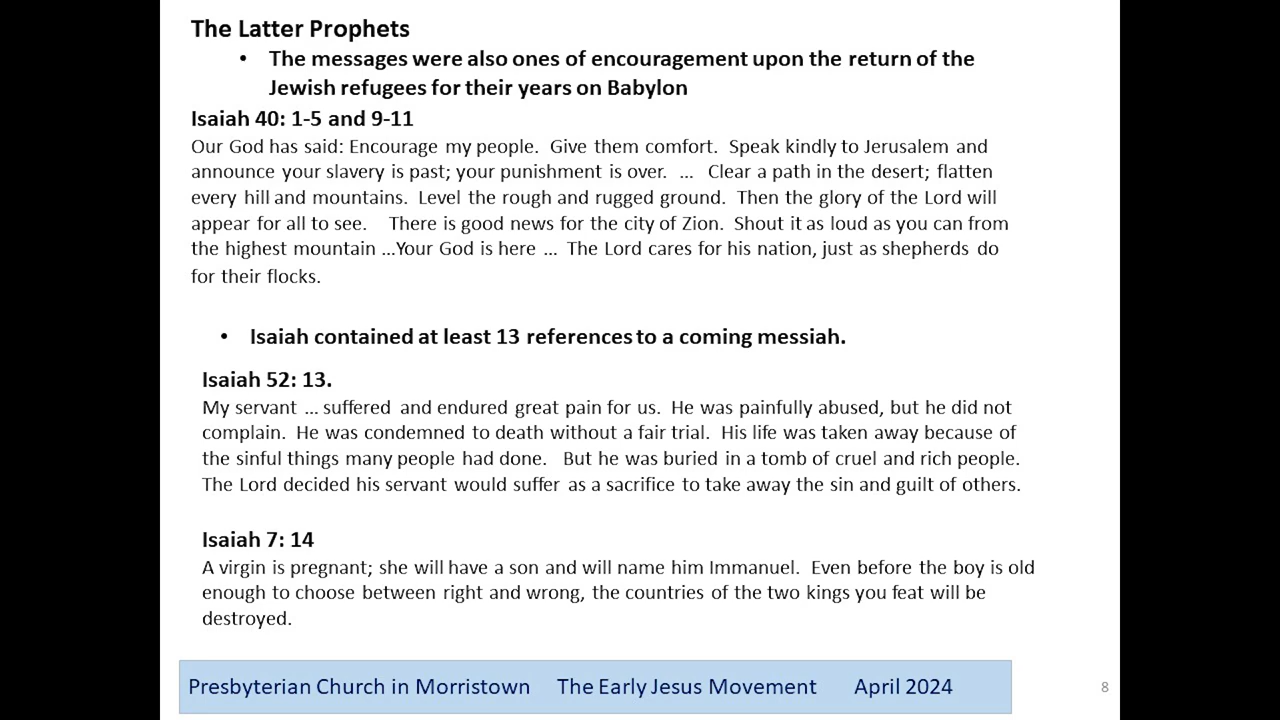 The Latter Prophets
• The messages were also ones of encouragement upon the return of the
Jewish refugees for their years on Babylon
Isaiah 40: 1-5 and 9-11
Our God has said: Encourage my people. Give them comfort. Speak kindly to Jerusalem and
announce your slavery is past; your punishment is over. ... Clear a path in the desert; flatten
every hill and mountains. Level the rough and rugged ground. Then the glory of the Lord will
appear for all to see. There is good news for the city of Zion. Shout it as loud as you can from
the highest mountain ...Your God is here ... The Lord cares for his nation, just as shepherds do
for their flocks.
• Isaiah contained at least 13 references to a coming messiah.
Isaiah 52: 13.
My servant ... suffered and endured great pain for us. He was painfully abused, but he did not
complain. He was condemned to death without a fair trial. His life was taken away because of
the sinful things many people had done. But he was buried in a tomb of cruel and rich people.
The Lord decided his servant would suffer as a sacrifice to take away the sin and guilt of others.
Isaiah 7: 14
A virgin is pregnant; she will have a son and will name him Immanuel. Even before the boy is old
enough to choose between right and wrong, the countries of the two kings you feat will be
destroyed.
Presbyterian Church in Morristown The Early Jesus Movement April 2024
8